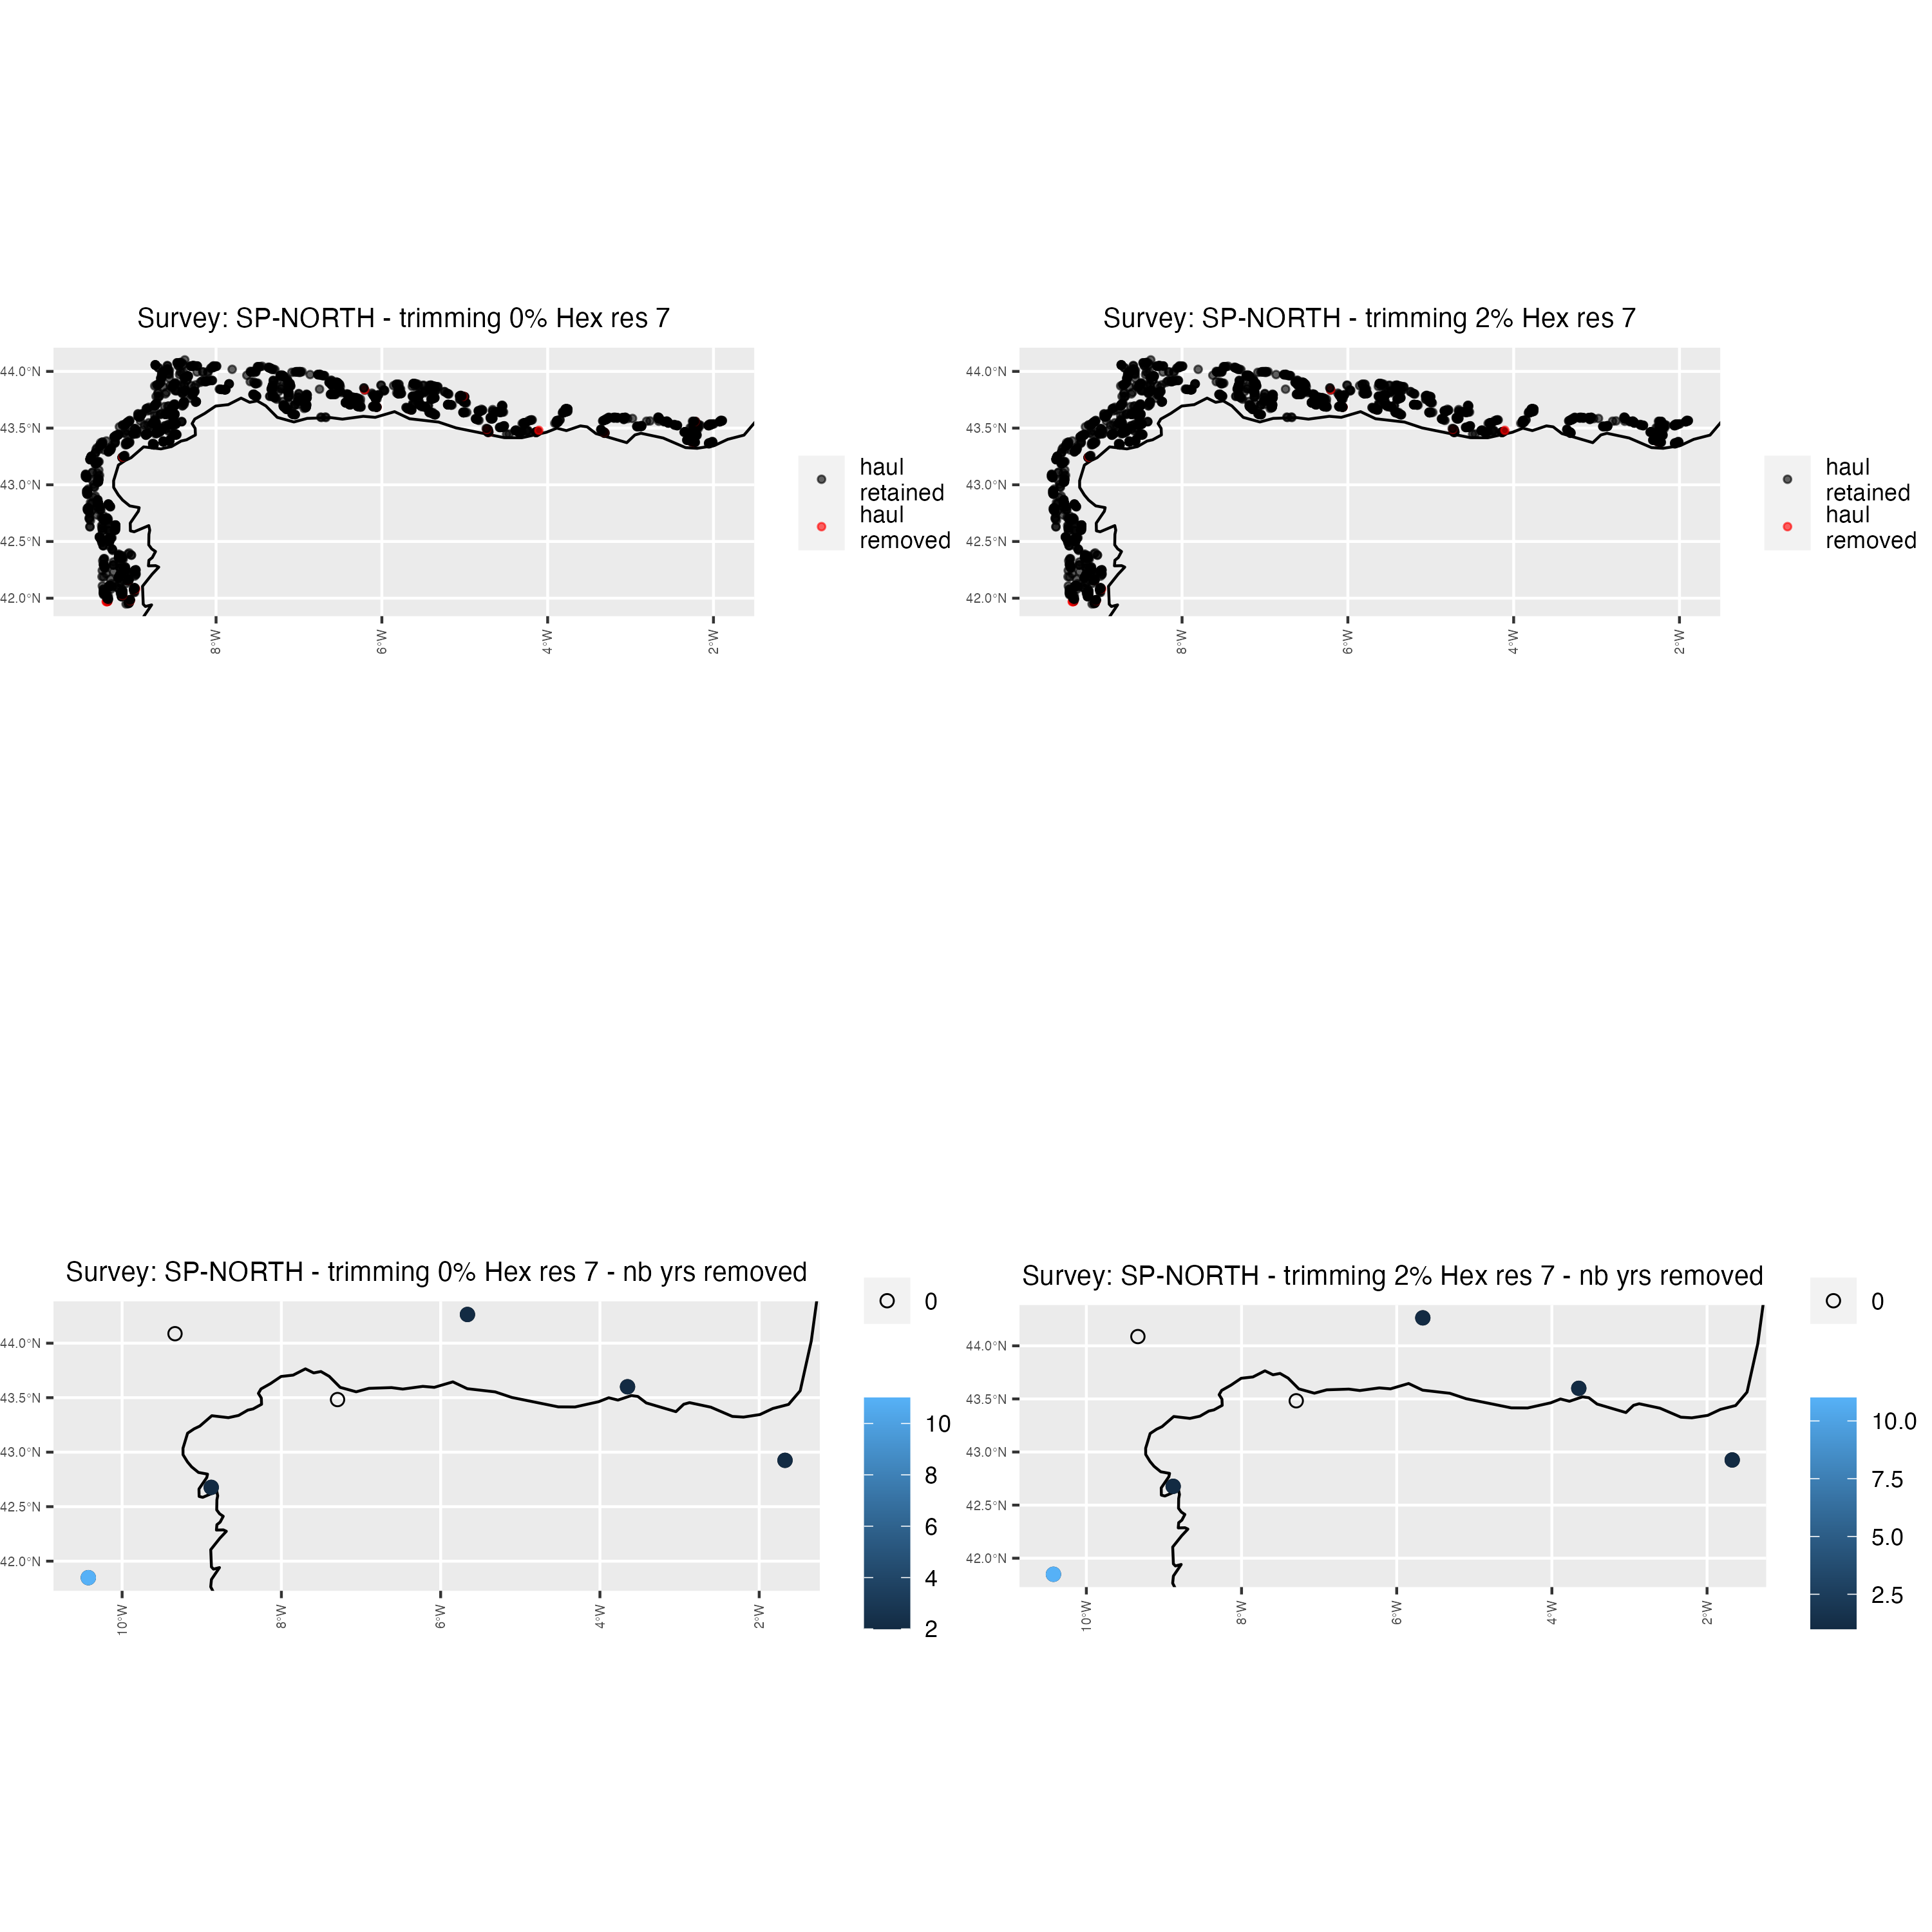 Survey: SP-NORTH - trimming 0% Hex res 7
44.0°N
43.5°N
43.0°N
42.5°N
42.0°N
8°W
6°W
4°W
2°W
haul
retained
haul
removed
Survey: SP-NORTH - trimming 2% Hex res 7
44.0°N
43.5°N
43.0°N
42.5°N
42.0°N
8°W
6°W
4°W
2°W
haul
retained
haul
removed
Survey: SP-NORTH - trimming 0% Hex res 7 - nb yrs removed
44.0°N
43.5°N
43.0°N
42.5°N
42.0°N
10°W
8°W
6°W
4°W
2°W
0
10
8
6
4
2
Survey: SP-NORTH - trimming 2% Hex res 7 - nb yrs removed
44.0°N
43.5°N
43.0°N
42.5°N
42.0°N
10°W
8°W
6°W
4°W
2°W
0
10.0
7.5
5.0
2.5